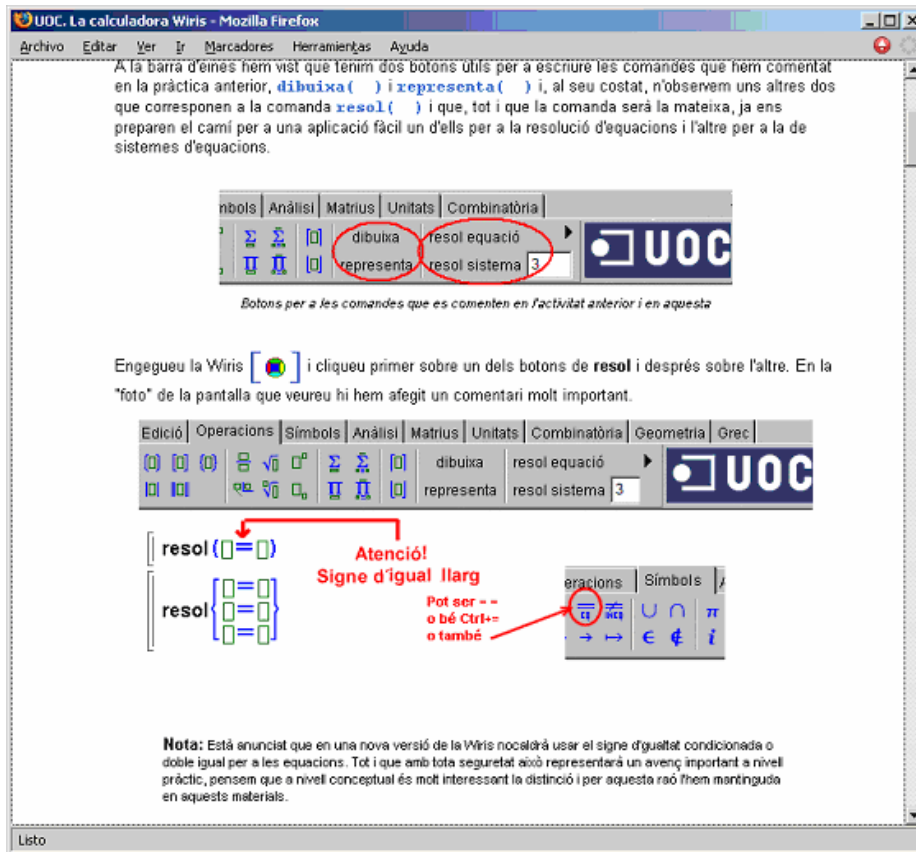 UOC. La calculadora Wiris - Mozilla Firefox
Archivo Editar Ver Ir Marcadores Herramientas Ayuda
A la barra d'eines hem vist que tenim dos botons útils per a escriure les comandes que hem comentat
en la pràctica anterior, dibuixa( ) i representa( ) i, al seu costat, n'observem uns altres dos
que corresponen a la comanda resol( ) i que, tot i que la comanda serà la mateixa, ja ens
preparen el camí per a una aplicació fàcil un d'ells per a la resolució d'equacions i l'altre per a la de
sistemes d'equacions.
mbols Anàlisi Matrius Unitats Combinatòria
dibuixa resol equació
representa resol sistema 3
UOC
Botons per a les comandes que es comenten en l'activitat anterior i en aquesta
Engegueu la Wiris [ ] i cliqueu primer sobre un dels botons de resol i després sobre l'altre. En la
"foto" de la pantalla que veureu hi hem afegit un comentari molt important.
Edició Operacions Símbols Anàlisi Matrius Unitats Combinatòria Geometria Grec
dibuixa resol equació
representa resol sistema 3
UOC
resol(▯=▯)
Atenció!
Signe d'igual llarg
resol{▯=▯
▯=▯
▯=▯}
Pot ser = =
o bé Ctrl+=
o també
eracions Símbols A
EQ ∪ ∩ π
→ ↦ ∈ ∉ i
Nota: Està anunciat que en una nova versió de la Wiris nocaldrà usar el signe d'igualtat condicionada o
doble igual per a les equacions. Tot i que amb tota seguretat això representarà un avenç important a nivell
pràctic, pensem que a nivell conceptual és molt interessant la distinció i per aquesta raó l'hem mantinguda
en aquests materials.
Listo